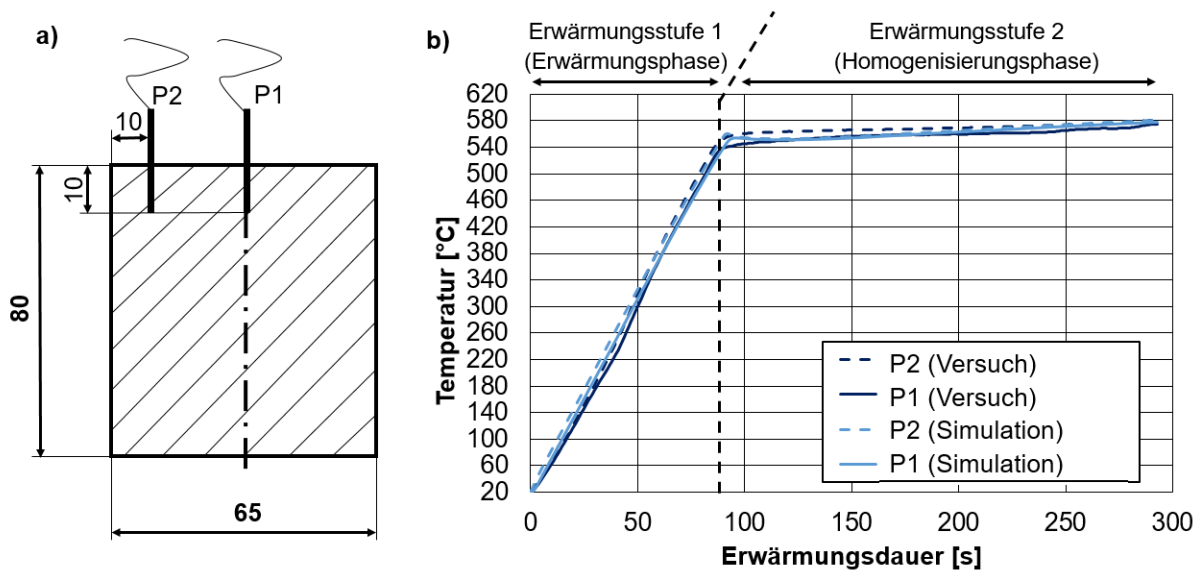 a)
P2
P1
10
10
80
65
b)
Erwärmungsstufe 1
(Erwärmungsphase)
Erwärmungsstufe 2
(Homogenisierungsphase)
Temperatur [°C]
620
580
540
500
460
420
380
340
300
260
220
180
140
100
60
20
P2 (Versuch)
P1 (Versuch)
P2 (Simulation)
P1 (Simulation)
0
50
100
150
200
250
300
Erwärmungsdauer [s]